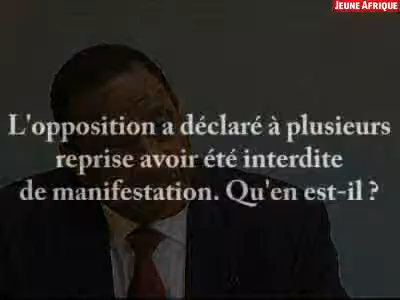 JEUNE AFRIQUE
L'opposition a déclaré à plusieurs
reprise avoir été interdite
de manifestation. Qu'en est-il ?